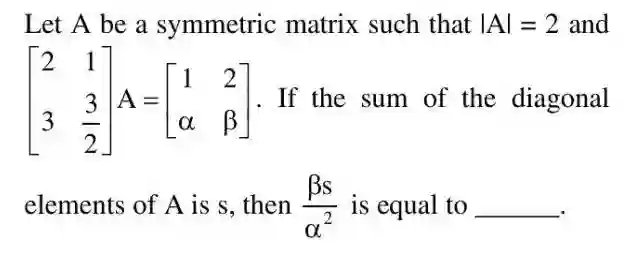 Let A be a symmetric matrix such that |A| = 2 and
[2 1; 3 3/2] A = [1 2; α β]. If the sum of the diagonal
elements of A is s, then βs/α² is equal to ______.